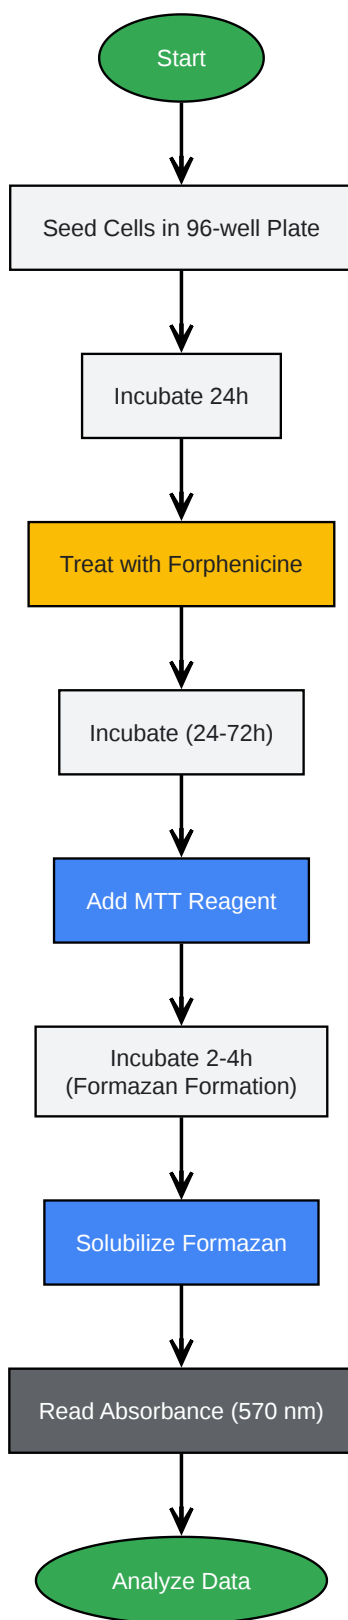 Start
Seed Cells in 96-well Plate
Incubate 24h
Treat with Forphenicine
Incubate (24-72h)
Add MTT Reagent
Incubate 2-4h
(Formazan Formation)
Solubilize Formazan
Read Absorbance (570 nm)
Analyze Data